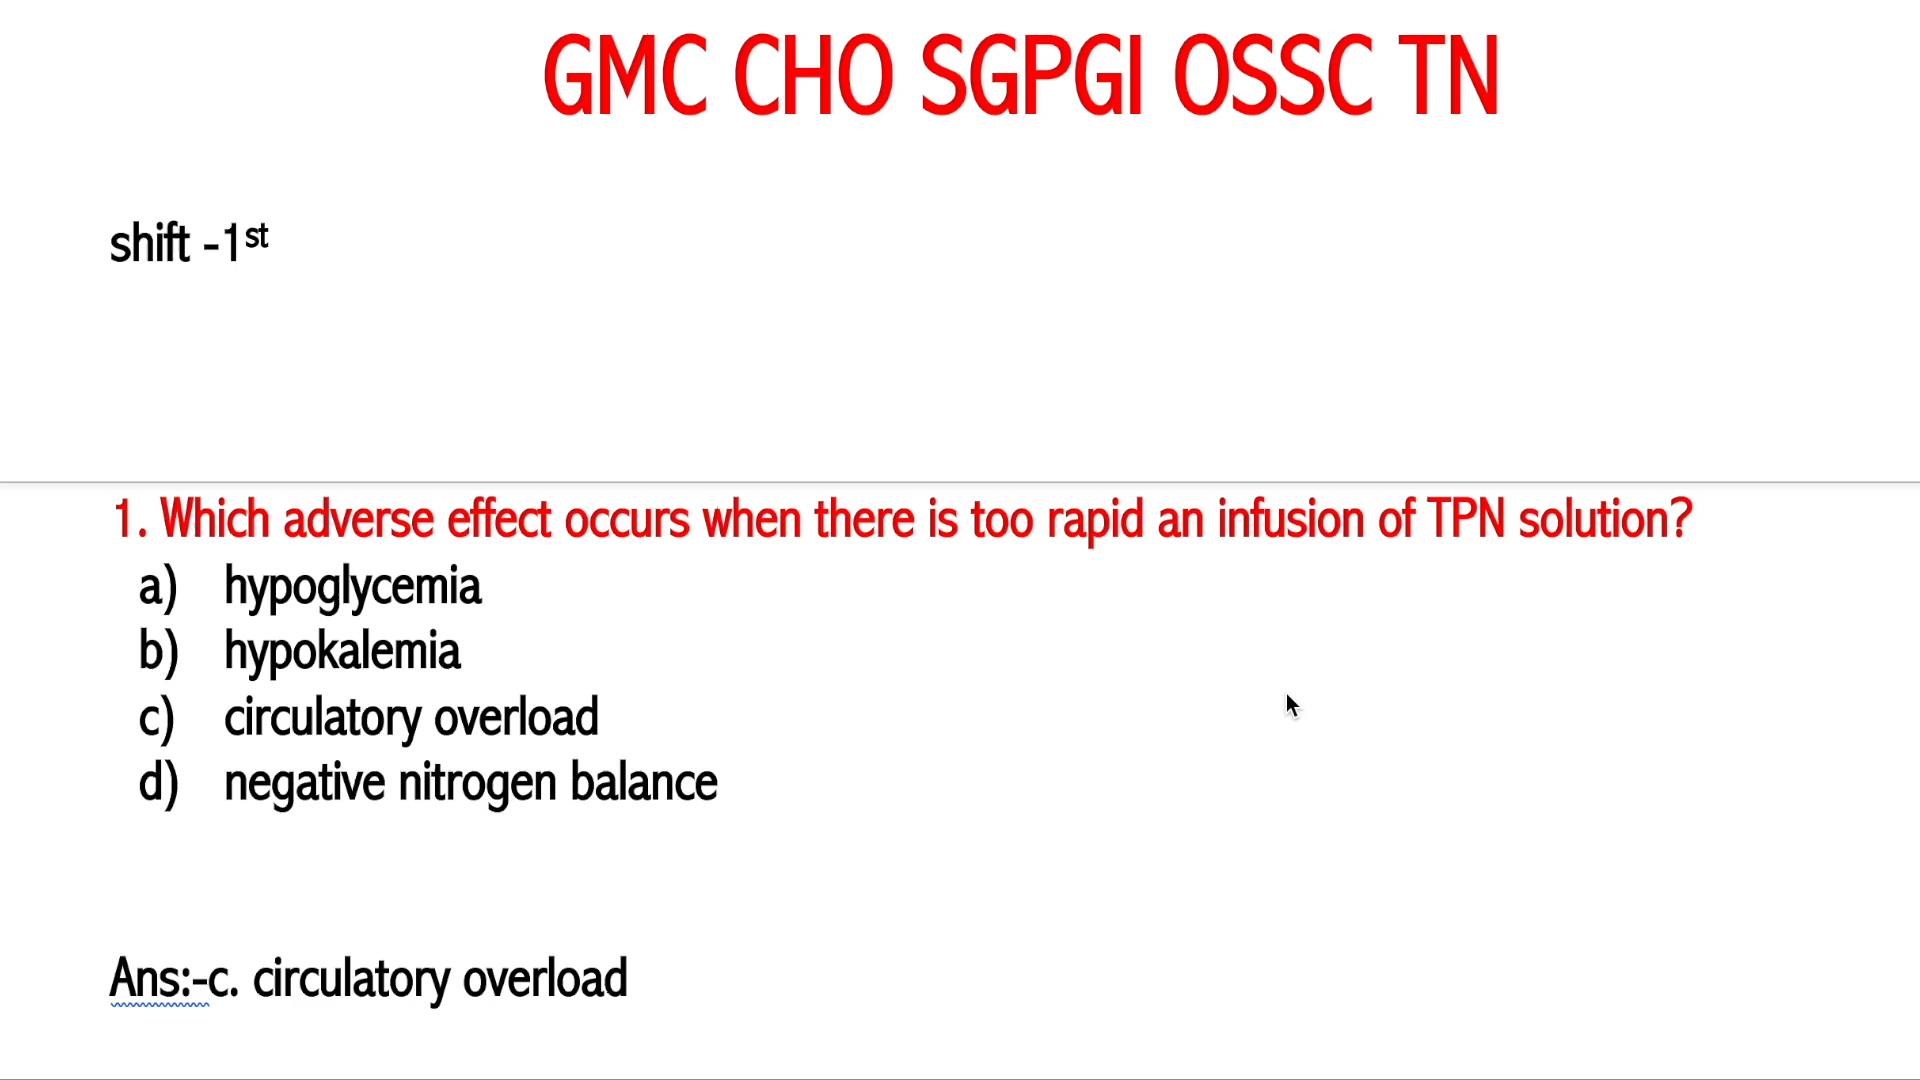 GMC CHO SGPGI OSSC TN
shift -1st
1. Which adverse effect occurs when there is too rapid an infusion of TPN solution?
a) hypoglycemia
b) hypokalemia
c) circulatory overload
d) negative nitrogen balance
Ans:-c. circulatory overload